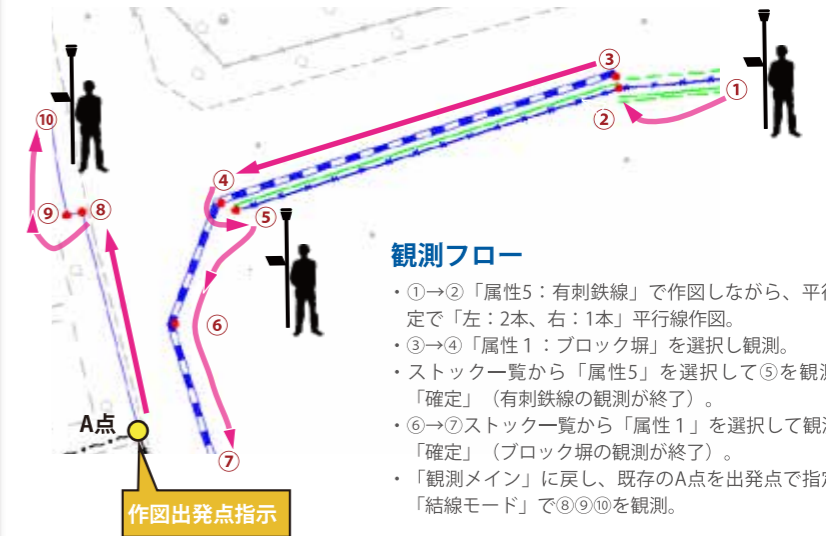 ③
①
②
⑩
④
⑨
⑧
⑤
⑥
A点
⑦
作図出発点指示
観測フロー
・①→②「属性5：有刺鉄線」で作図しながら、平行
定で「左：2本、右：1本」平行線作図。
・③→④「属性１：ブロック塀」を選択し観測。
・ストック一覧から「属性5」を選択して⑤を観測
「確定」（有刺鉄線の観測が終了）。
・⑥→⑦ストック一覧から「属性１」を選択して観測
「確定」（ブロック塀の観測が終了）。
・「観測メイン」に戻し、既存のA点を出発点で指定
「結線モード」で⑧⑨⑩を観測。